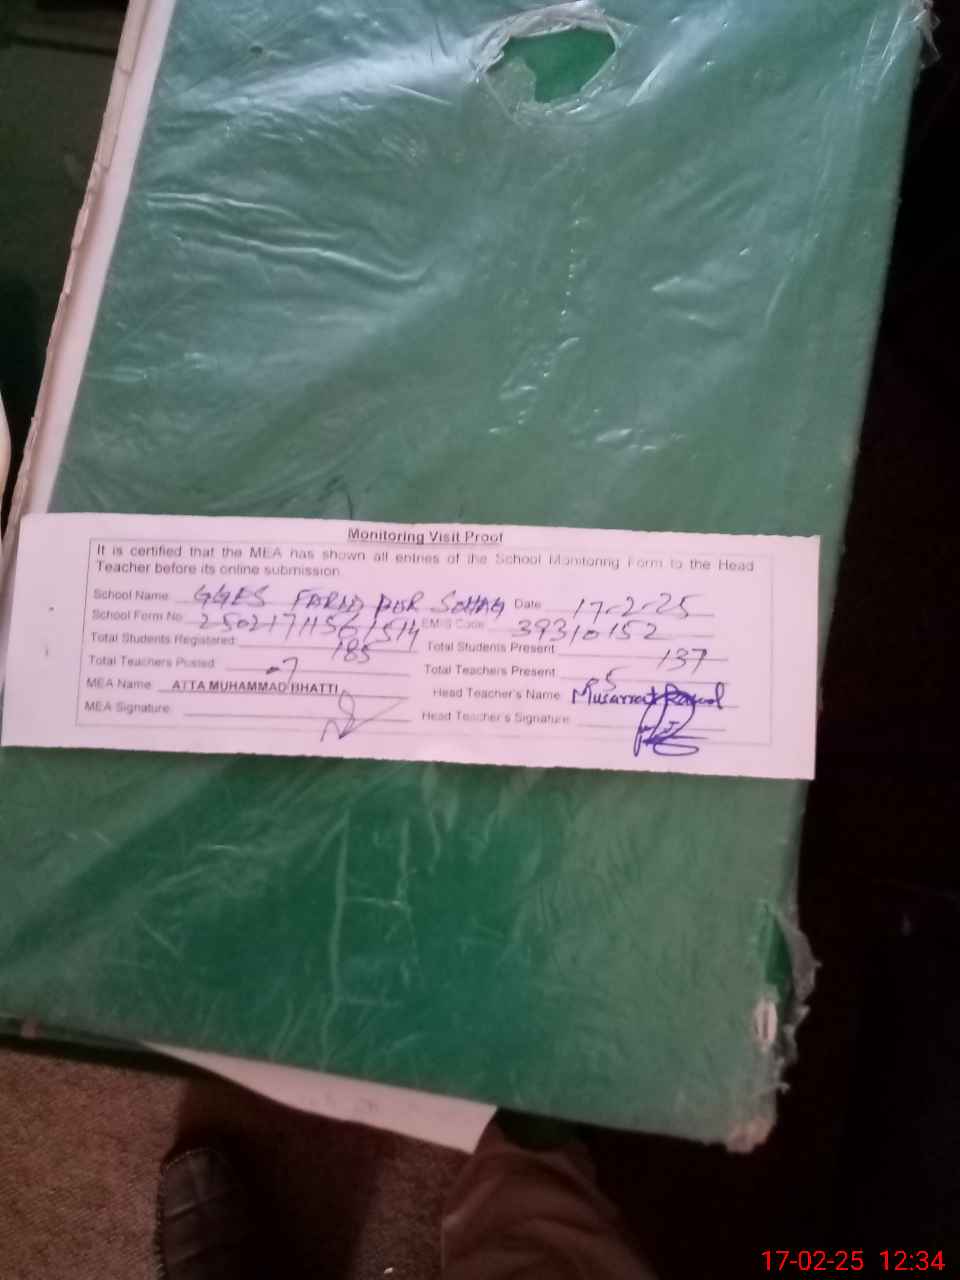 Monitoring Visit Proof
It is certified that the MEA has shown all entries of the School Monitoring Form to the Head
Teacher before its online submission.
School Name: GGES FARID PUR SOHAG Date 17-2-25
School Form No. EMIS Code 39310152
Total Students Registered: 185 Total Students Present 137
Total Teachers Posted: 7 Total Teachers Present 5
MEA Name: ATTA MUHAMMAD BHATTI Head Teacher's Name: Musarrat Rasool
MEA Signature: Head Teacher's Signature:
17-02-25 12:34